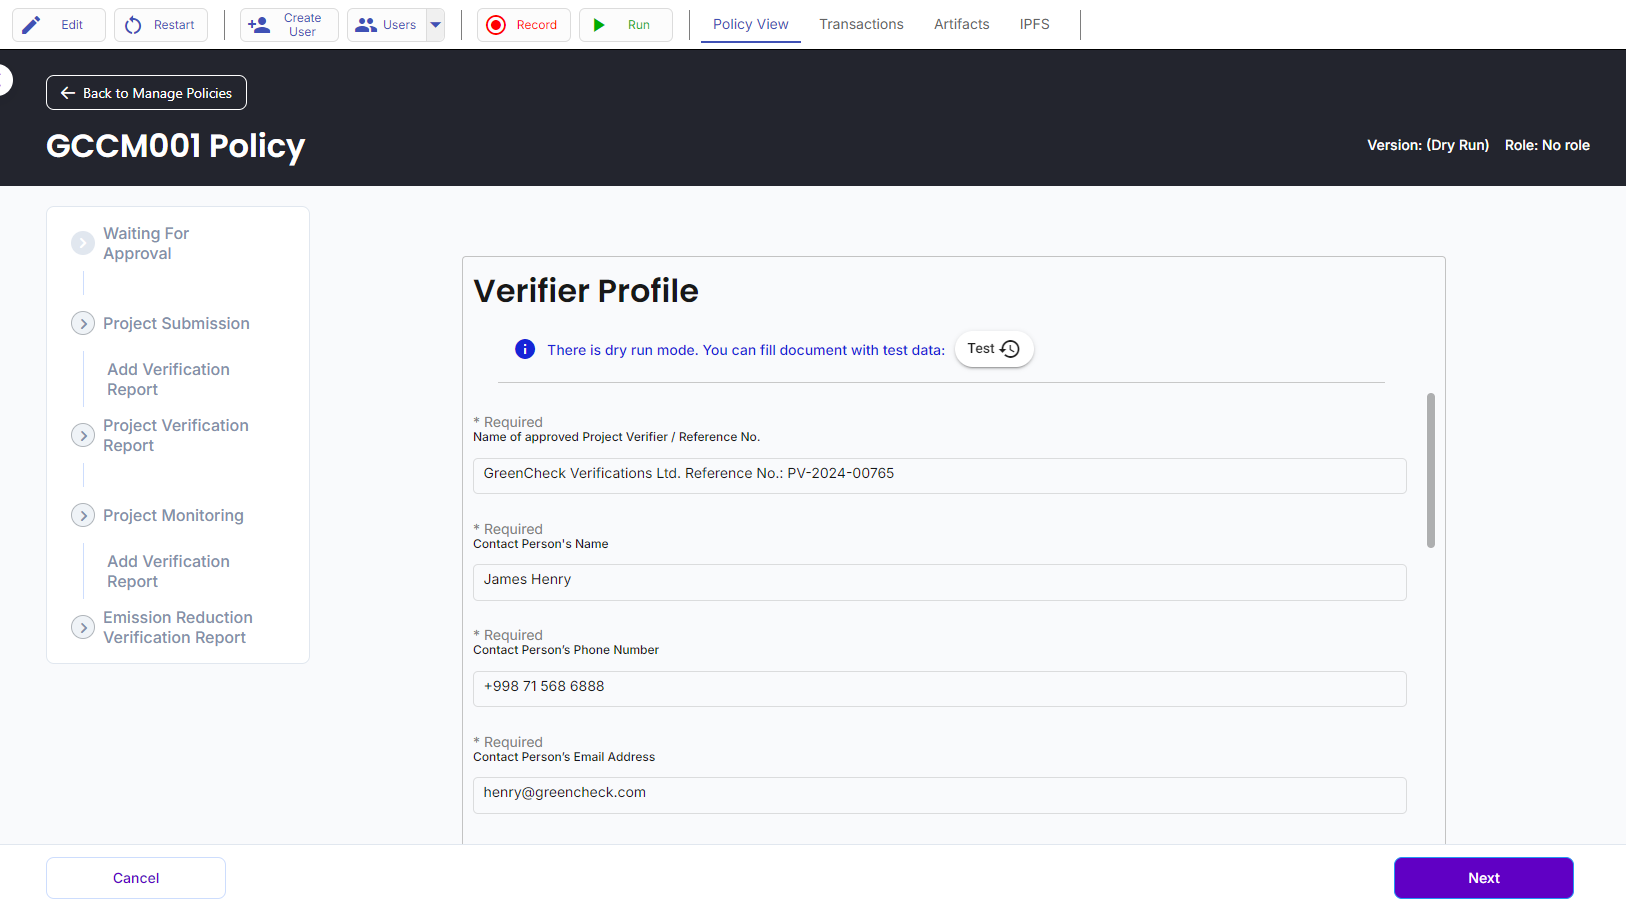 Edit
Restart
Create
User
Users
Record
Run
Policy View
Transactions
Artifacts
IPFS
Back to Manage Policies
GCCM001 Policy
Version: (Dry Run)
Role: No role
Waiting For
Approval
Project Submission
Add Verification
Report
Project Verification
Report
Project Monitoring
Add Verification
Report
Emission Reduction
Verification Report
Verifier Profile
There is dry run mode. You can fill document with test data:
Test
* Required
Name of approved Project Verifier / Reference No.
GreenCheck Verifications Ltd. Reference No.: PV-2024-00765
* Required
Contact Person's Name
James Henry
* Required
Contact Person’s Phone Number
+998 71 568 6888
* Required
Contact Person’s Email Address
henry@greencheck.com
Cancel
Next